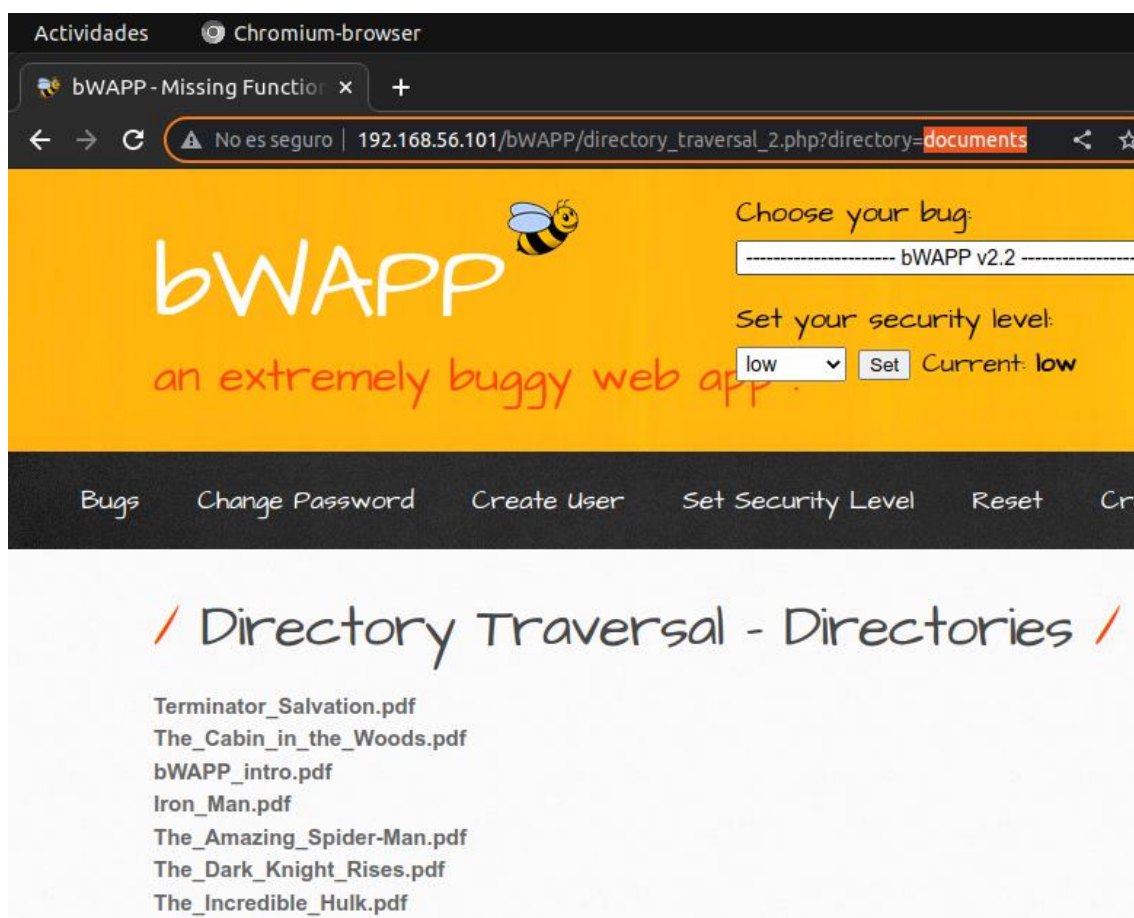 Actividades Chromium-browser
bWAPP - Missing Function
No es seguro | 192.168.56.101/bWAPP/directory_traversal_2.php?directory=documents
bWAPP
an extremely buggy web app !
Choose your bug:
---------------------- bWAPP v2.2 -----------------
Set your security level:
low Set Current: low
Bugs Change Password Create User Set Security Level Reset Cr
/ Directory Traversal - Directories /
Terminator_Salvation.pdf
The_Cabin_in_the_Woods.pdf
bWAPP_intro.pdf
Iron_Man.pdf
The_Amazing_Spider-Man.pdf
The_Dark_Knight_Rises.pdf
The_Incredible_Hulk.pdf